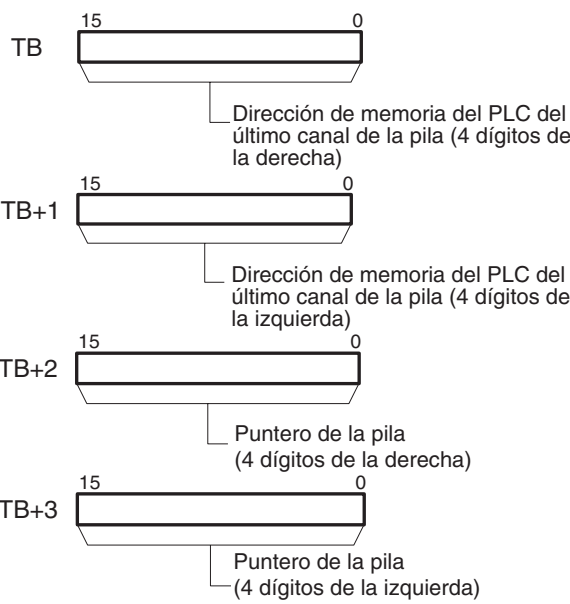 15 0
TB
Dirección de memoria del PLC del
último canal de la pila (4 dígitos de
la derecha)
15 0
TB+1
Dirección de memoria del PLC del
último canal de la pila (4 dígitos de
la izquierda)
15 0
TB+2
Puntero de la pila
(4 dígitos de la derecha)
15 0
TB+3
Puntero de la pila
(4 dígitos de la izquierda)